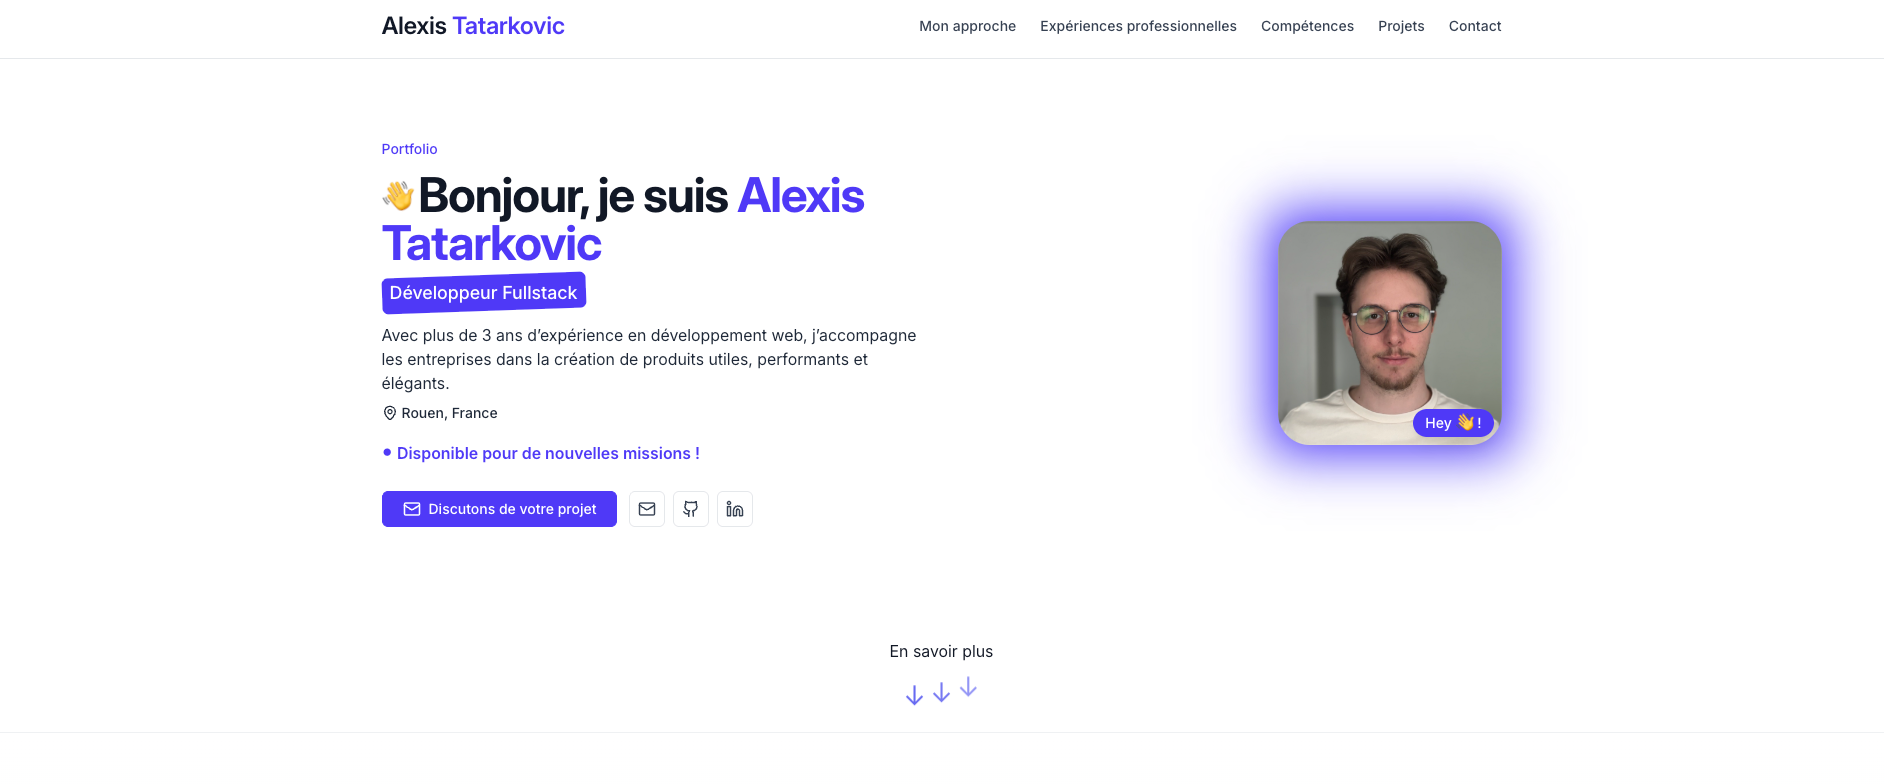 Alexis Tatarkovic
Mon approche
Expériences professionnelles
Compétences
Projets
Contact
Portfolio
👋Bonjour, je suis Alexis
Tatarkovic
Développeur Fullstack
Avec plus de 3 ans d’expérience en développement web, j’accompagne
les entreprises dans la création de produits utiles, performants et
élégants.
Rouen, France
• Disponible pour de nouvelles missions !
Discutons de votre projet
Hey 👋 !
En savoir plus